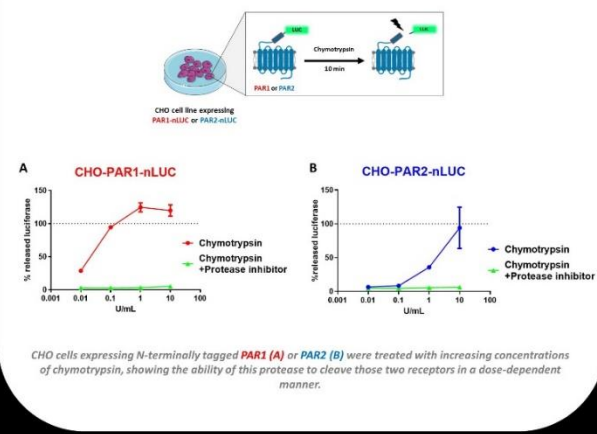 LUC
LUC
Chymotrypsin
10 min
PAR1 or PAR2
CHO cell line expressing
PAR1-nLUC or PAR2-nLUC
A
CHO-PAR1-nLUC
% released luciferase
150
100
50
0
0.001 0.01 0.1 1 10 100
U/mL
Chymotrypsin
Chymotrypsin
+Protease inhibitor
B
CHO-PAR2-nLUC
%released luciferase
150
100
50
0
0.001 0.01 0.1 1 10 100
U/mL
Chymotrypsin
Chymotrypsin
+Protease inhibitor
CHO cells expressing N-terminally tagged PAR1 (A) or PAR2 (B) were treated with increasing concentrations
of chymotrypsin, showing the ability of this protease to cleave those two receptors in a dose-dependent
manner.